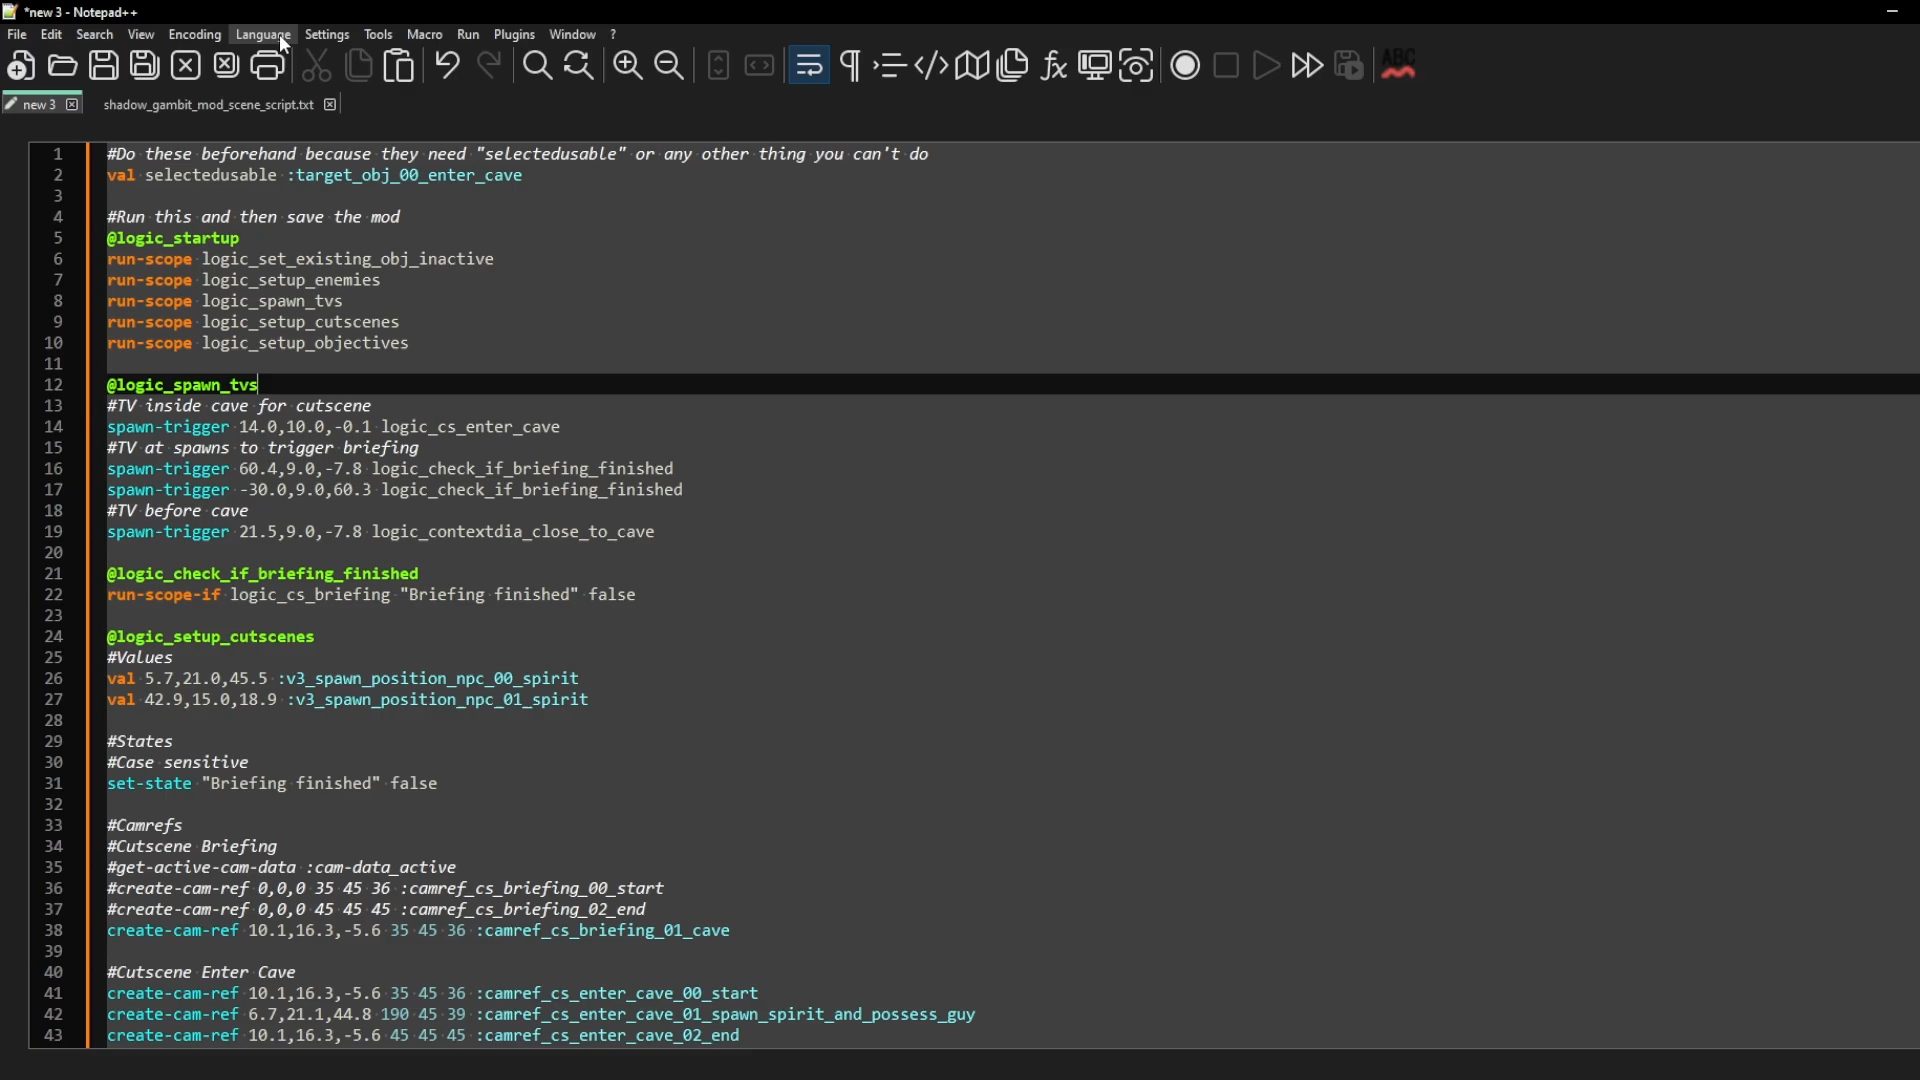 *new 3 - Notepad++
File Edit Search View Encoding Language Settings Tools Macro Run Plugins Window ?
ABC
new 3 shadow_gambit_mod_scene_script.txt
1 #Do these beforehand because they need "selectedusable" or any other thing you can't do
2 val selectedusable :target_obj_00_enter_cave
3
4 #Run this and then save the mod
5 @logic_startup
6 run-scope logic_set_existing_obj_inactive
7 run-scope logic_setup_enemies
8 run-scope logic_spawn_tvs
9 run-scope logic_setup_cutscenes
10 run-scope logic_setup_objectives
11
12 @logic_spawn_tvs
13 #TV inside cave for cutscene
14 spawn-trigger 14.0,10.0,-0.1 logic_cs_enter_cave
15 #TV at spawns to trigger briefing
16 spawn-trigger 60.4,9.0,-7.8 logic_check_if_briefing_finished
17 spawn-trigger -30.0,9.0,60.3 logic_check_if_briefing_finished
18 #TV before cave
19 spawn-trigger 21.5,9.0,-7.8 logic_contextdia_close_to_cave
20
21 @logic_check_if_briefing_finished
22 run-scope-if logic_cs_briefing "Briefing finished" false
23
24 @logic_setup_cutscenes
25 #Values
26 val 5.7,21.0,45.5 :v3_spawn_position_npc_00_spirit
27 val 42.9,15.0,18.9 :v3_spawn_position_npc_01_spirit
28
29 #States
30 #Case sensitive
31 set-state "Briefing finished" false
32
33 #Camrefs
34 #Cutscene Briefing
35 #get-active-cam-data :cam-data_active
36 #create-cam-ref 0,0,0 35 45 36 :camref_cs_briefing_00_start
37 #create-cam-ref 0,0,0 45 45 45 :camref_cs_briefing_02_end
38 create-cam-ref 10.1,16.3,-5.6 35 45 36 :camref_cs_briefing_01_cave
39
40 #Cutscene Enter Cave
41 create-cam-ref 10.1,16.3,-5.6 35 45 36 :camref_cs_enter_cave_00_start
42 create-cam-ref 6.7,21.1,44.8 190 45 39 :camref_cs_enter_cave_01_spawn_spirit_and_possess_guy
43 create-cam-ref 10.1,16.3,-5.6 45 45 45 :camref_cs_enter_cave_02_end